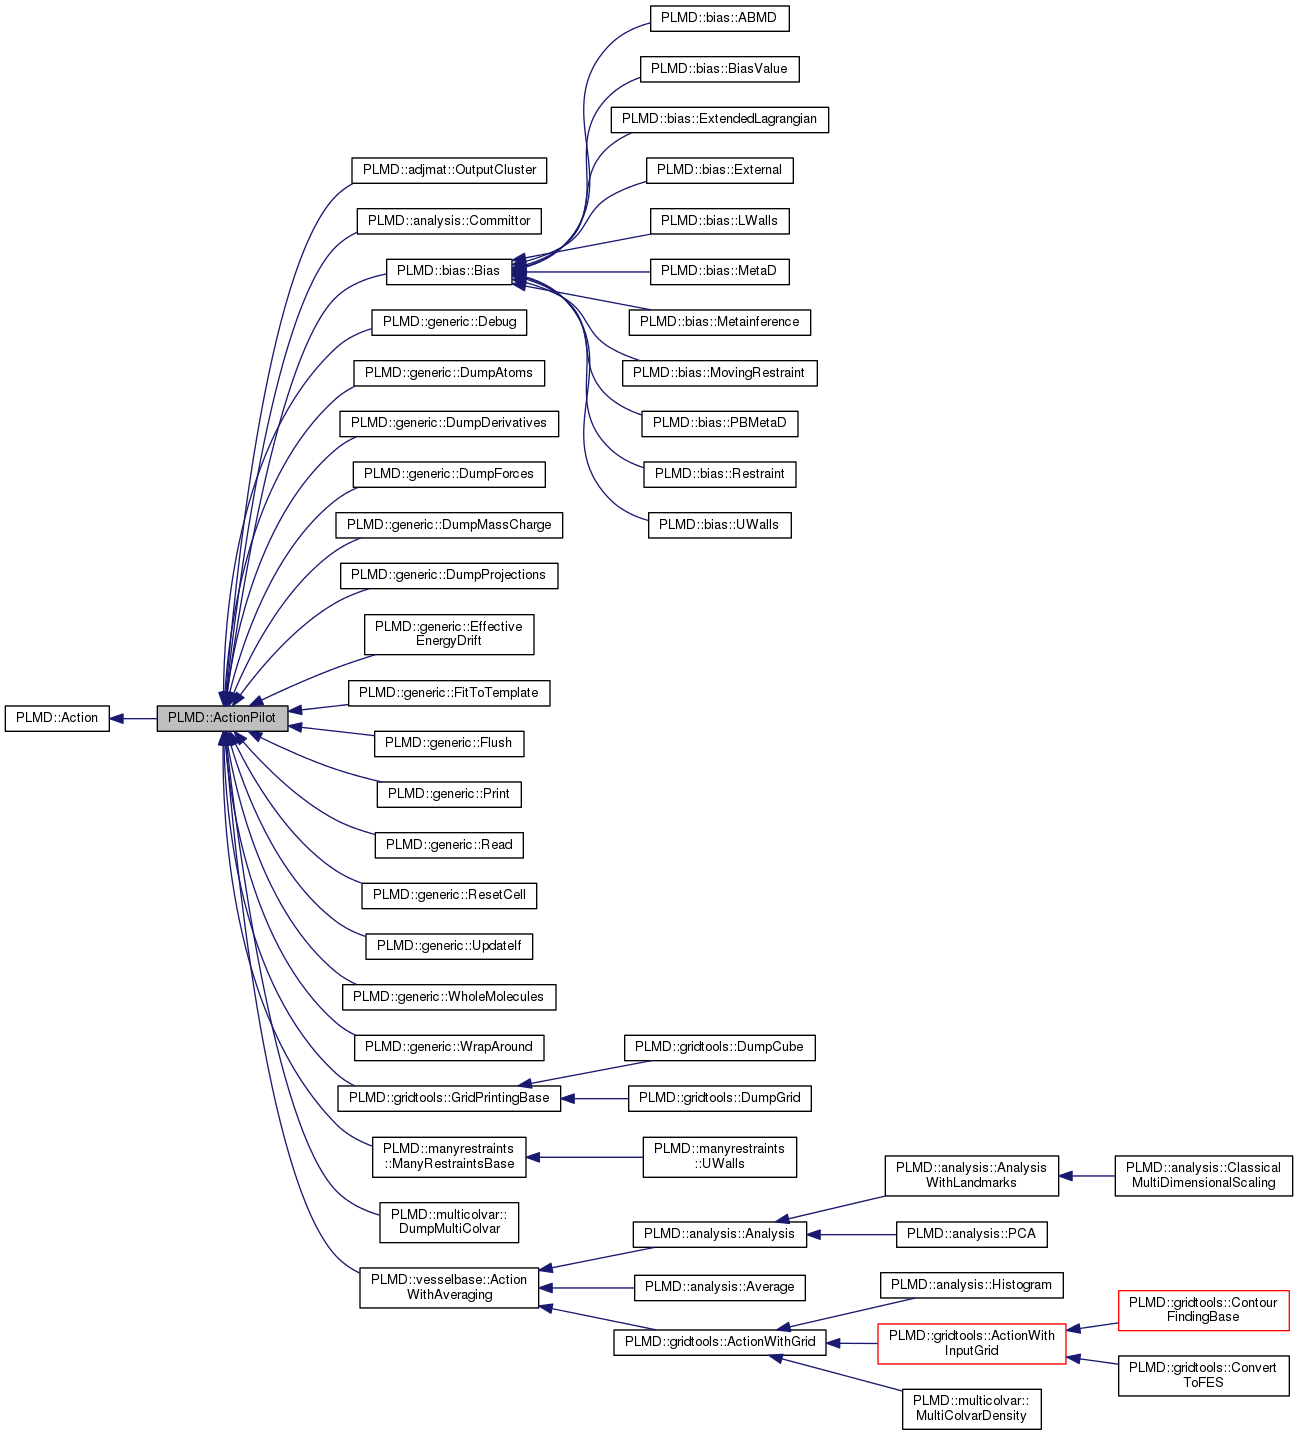 PLMD::bias::ABMD
PLMD::bias::BiasValue
PLMD::bias::ExtendedLagrangian
PLMD::adjmat::OutputCluster
PLMD::bias::External
PLMD::analysis::Committor
PLMD::bias::LWalls
PLMD::bias::Bias
PLMD::bias::MetaD
PLMD::generic::Debug
PLMD::bias::Metainference
PLMD::generic::DumpAtoms
PLMD::bias::MovingRestraint
PLMD::generic::DumpDerivatives
PLMD::bias::PBMetaD
PLMD::generic::DumpForces
PLMD::bias::Restraint
PLMD::generic::DumpMassCharge
PLMD::bias::UWalls
PLMD::generic::DumpProjections
PLMD::generic::Effective
EnergyDrift
PLMD::generic::FitToTemplate
PLMD::Action
PLMD::ActionPilot
PLMD::generic::Flush
PLMD::generic::Print
PLMD::generic::Read
PLMD::generic::ResetCell
PLMD::generic::UpdateIf
PLMD::generic::WholeMolecules
PLMD::generic::WrapAround
PLMD::gridtools::DumpCube
PLMD::gridtools::GridPrintingBase
PLMD::gridtools::DumpGrid
PLMD::manyrestraints
::ManyRestraintsBase
PLMD::manyrestraints
::UWalls
PLMD::analysis::Analysis
WithLandmarks
PLMD::analysis::Classical
MultiDimensionalScaling
PLMD::multicolvar::
DumpMultiColvar
PLMD::analysis::Analysis
PLMD::analysis::PCA
PLMD::vesselbase::Action
WithAveraging
PLMD::analysis::Average
PLMD::analysis::Histogram
PLMD::gridtools::ActionWithGrid
PLMD::gridtools::ActionWith
InputGrid
PLMD::gridtools::Contour
FindingBase
PLMD::gridtools::Convert
ToFES
PLMD::multicolvar::
MultiColvarDensity